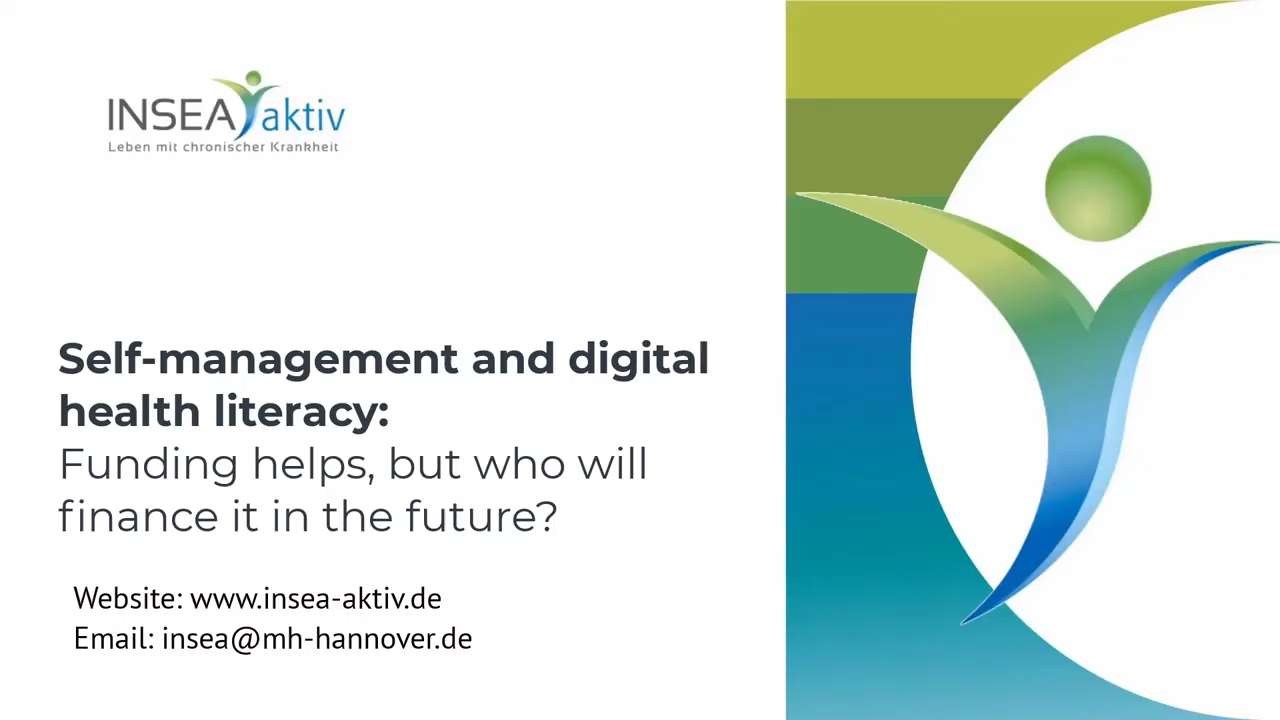 INSEA aktiv
Leben mit chronischer Krankheit
Self-management and digital
health literacy:
Funding helps, but who will
finance it in the future?
Website: www.insea-aktiv.de
Email: insea@mh-hannover.de